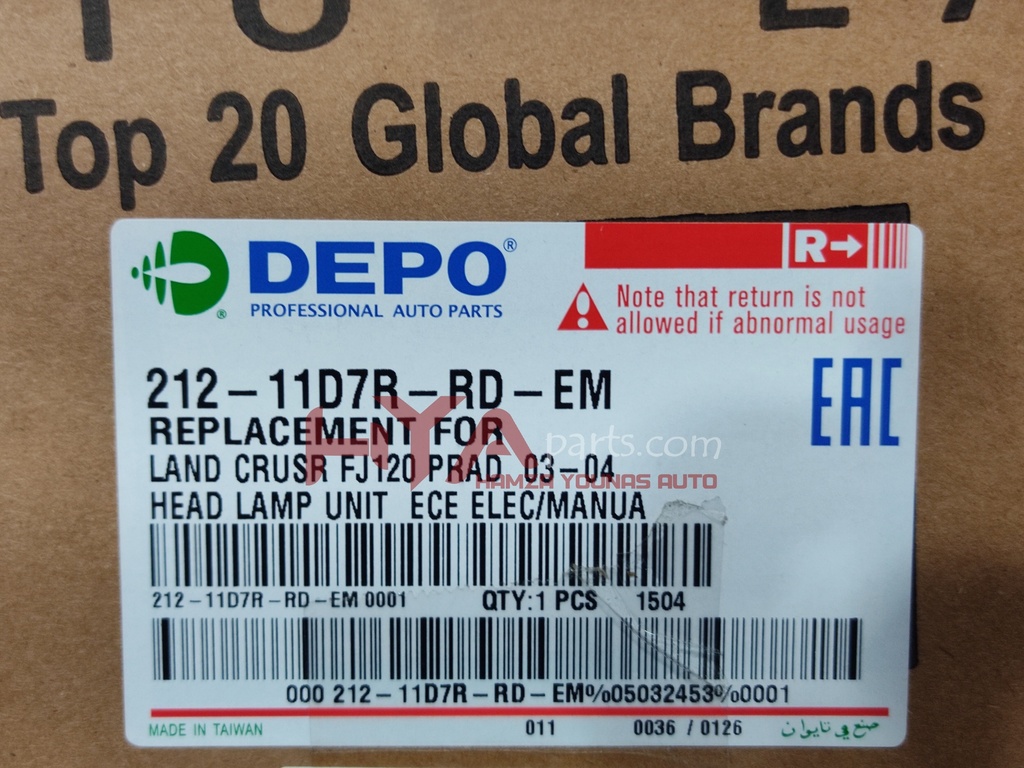 Top 20 Global Brands
DEPO®
R→
®
PROFESSIONAL AUTO PARTS
Note that return is not
allowed if abnormal usage
212-11D7R-RD-EM
EAC
REPLACEMENT FOR
HYAparts.com
LAND CRUSR FJ120 PRAD 03-04
HAMZA YOUNAS AUTO
HEAD LAMP UNIT ECE ELEC/MANUA
212-11D7R-RD-EM 0001 QTY:1 PCS 1504
000 212-11D7R-RD-EM%05032453%0001
MADE IN TAIWAN 011 0036 / 0126 صنع في تايوان